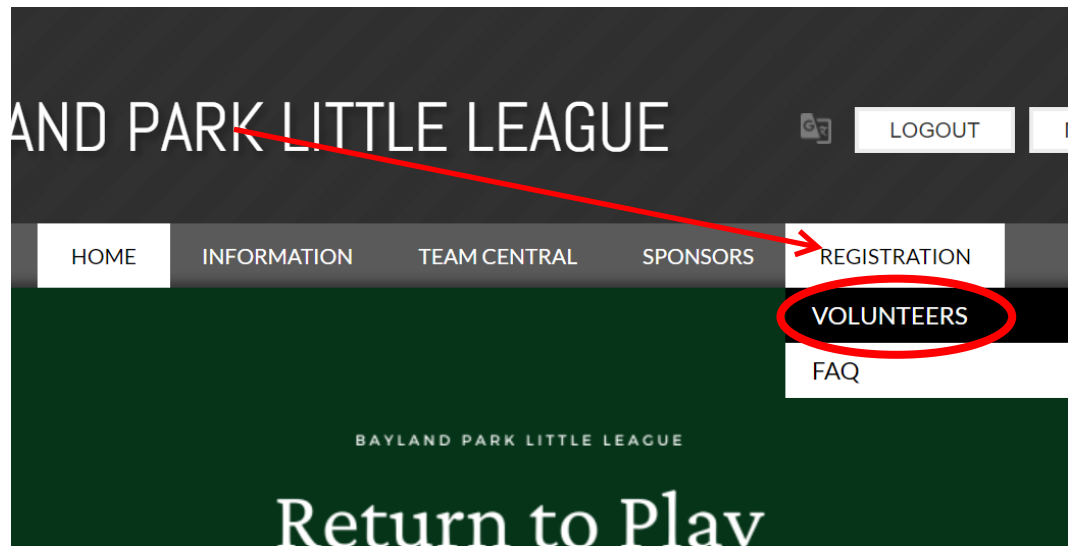 AND PARK LITTLE LEAGUE
LOGOUT
HOME INFORMATION TEAM CENTRAL SPONSORS REGISTRATION
VOLUNTEERS
FAQ
BAYLAND PARK LITTLE LEAGUE
Return to Play